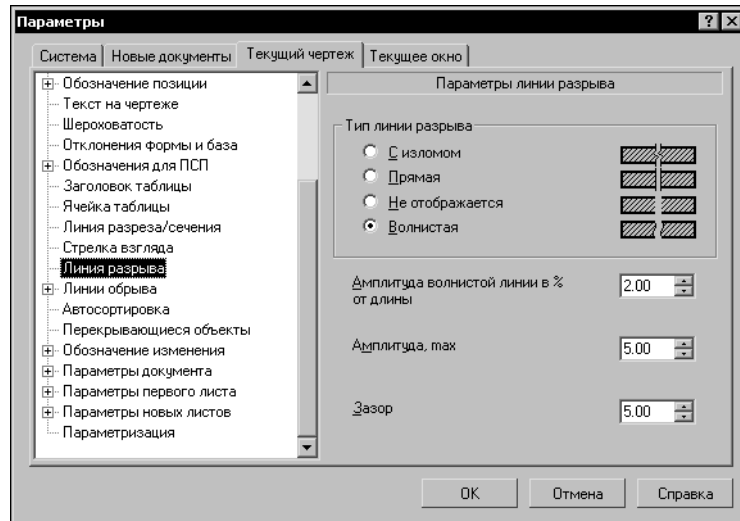 Параметры
Система Новые документы Текущий чертеж Текущее окно
Обозначение позиции
Текст на чертеже
Шероховатость
Отклонения формы и база
Обозначения для ПСП
Заголовок таблицы
Ячейка таблицы
Линия разреза/сечения
Стрелка взгляда
Линия разрыва
Линии обрыва
Автосортировка
Перекрывающиеся объекты
Обозначение изменения
Параметры документа
Параметры первого листа
Параметры новых листов
Параметризация
Параметры линии разрыва
Тип линии разрыва
С изломом
Прямая
Не отображается
Волнистая
Амплитуда волнистой линии в % от длины
2.00
Амплитуда, max
5.00
Зазор
5.00
OK Отмена Справка